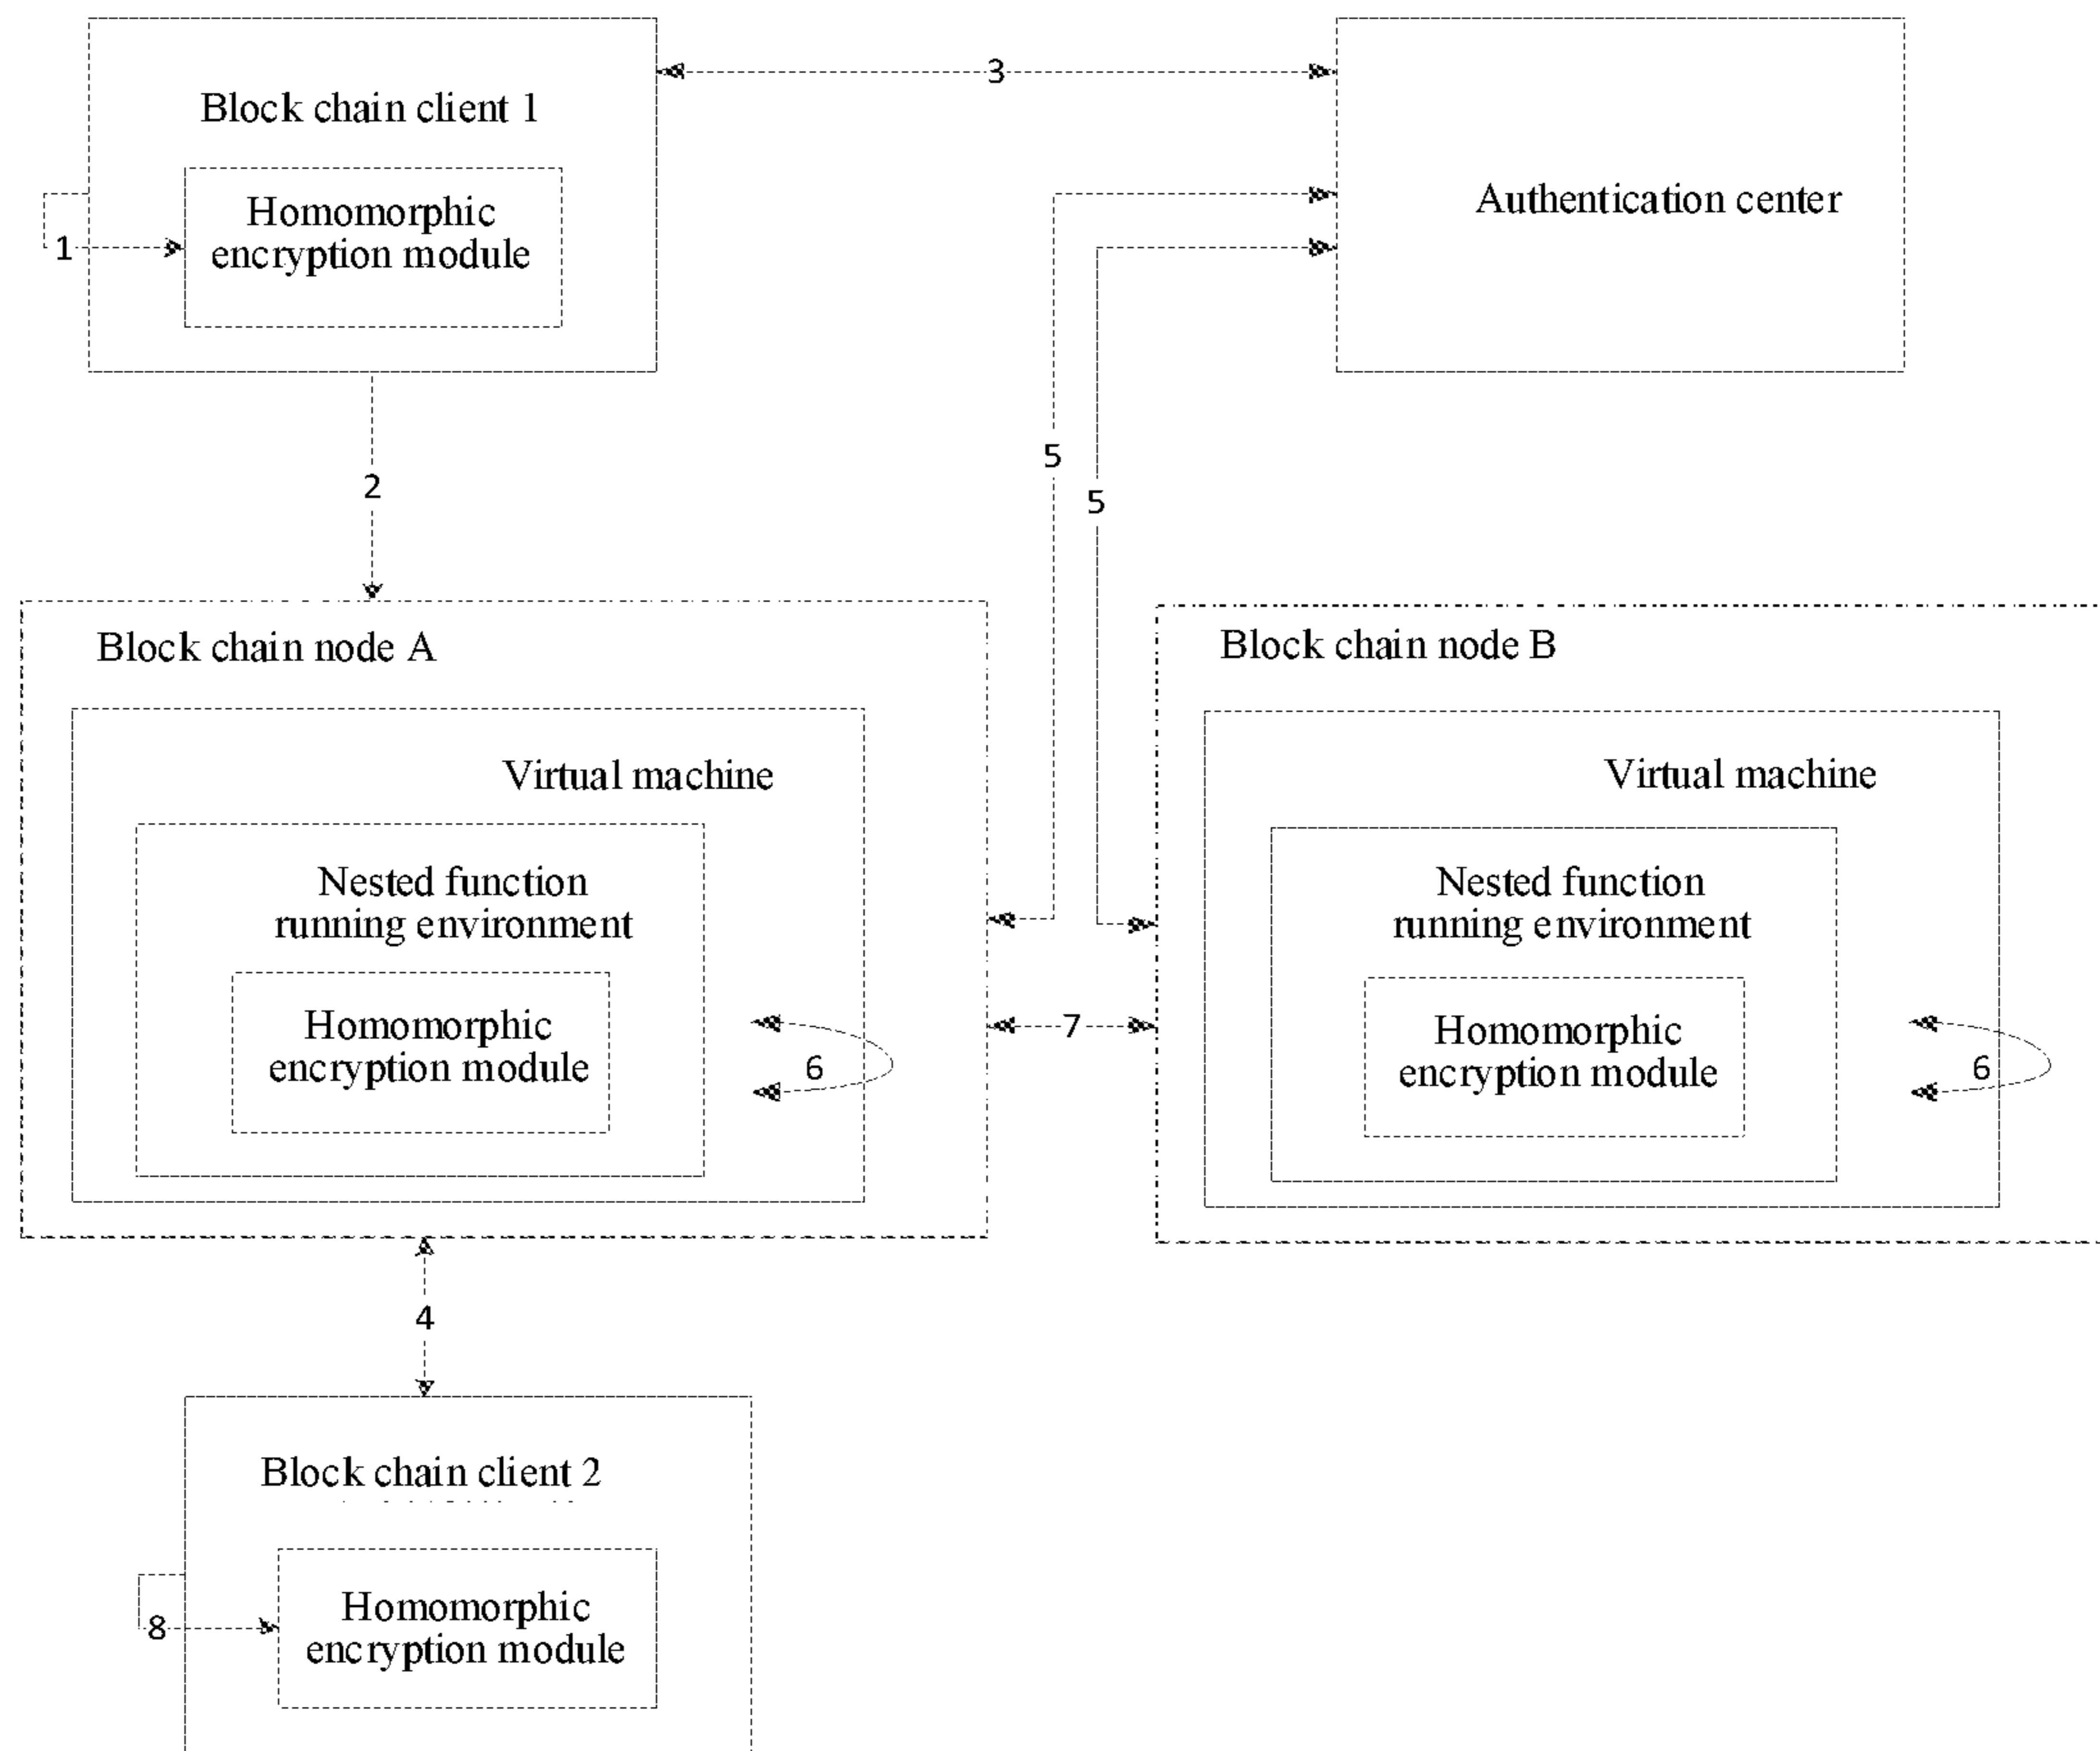 3
Block chain client 1
Homomorphic
encryption module
1
Authentication center
2
5
5
Block chain node A
Virtual machine
Nested function
running environment
Homomorphic
encryption module
6
7
Block chain node B
Virtual machine
Nested function
running environment
Homomorphic
encryption module
6
4
Block chain client 2
Homomorphic
encryption module
8